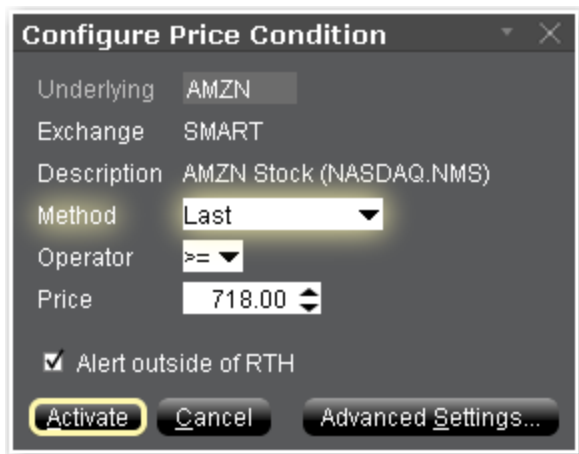 Configure Price Condition
Underlying AMZN
Exchange SMART
Description AMZN Stock (NASDAQ.NMS)
Method Last
Operator >=
Price 718.00
Alert outside of RTH
Activate Cancel Advanced Settings...